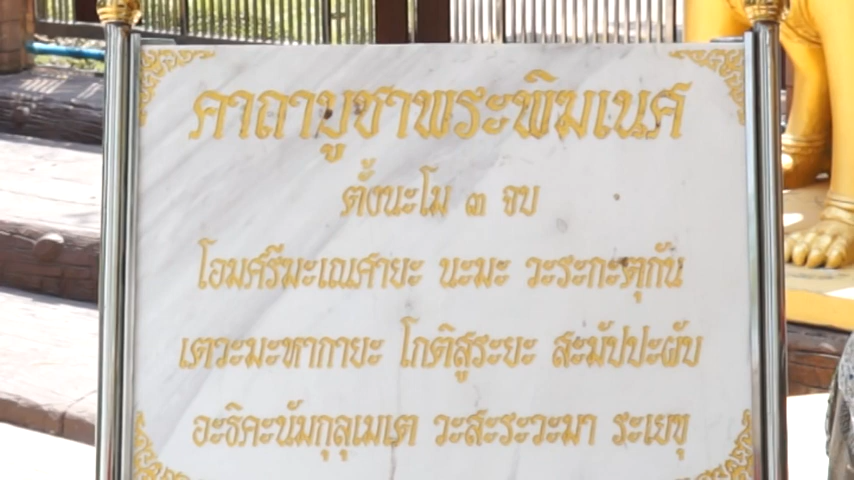 คาถาบูชาพระพิฆเนศ
ตั้งนะโม ๓ จบ
โอมศรีมะเณศายะ นะมะ วะระกะตุกัน
เตวะมะหากายะ โกติสูระยะ สะมัปปะผับ
อะธิคะนัมกุลุเมเต วะสะระวะมา ระเยซุ